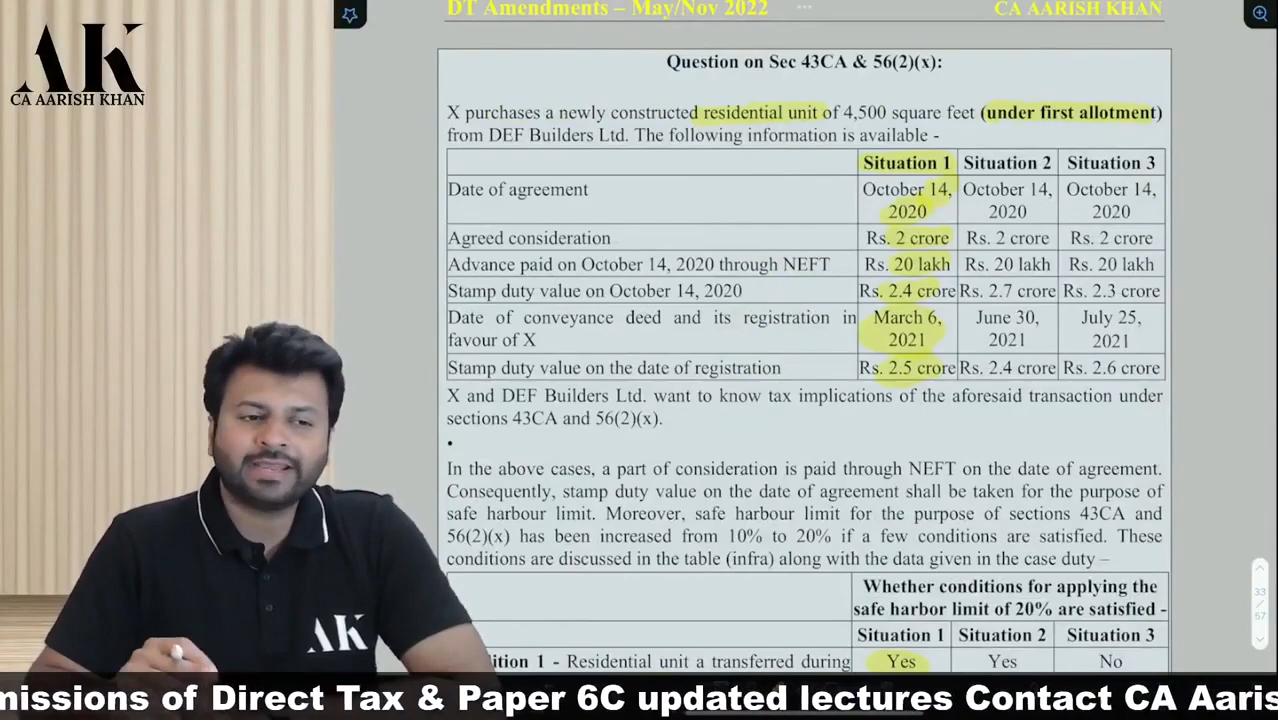 DT Amendments – May/Nov 2022 CA AARISH KHAN
AK
CA AARISH KHAN
Question on Sec 43CA & 56(2)(x):
X purchases a newly constructed residential unit of 4,500 square feet (under first allotment)
from DEF Builders Ltd. The following information is available -
Situation 1 Situation 2 Situation 3
Date of agreement October 14, 2020 October 14, 2020 October 14, 2020
Agreed consideration Rs. 2 crore Rs. 2 crore Rs. 2 crore
Advance paid on October 14, 2020 through NEFT Rs. 20 lakh Rs. 20 lakh Rs. 20 lakh
Stamp duty value on October 14, 2020 Rs. 2.4 crore Rs. 2.7 crore Rs. 2.3 crore
Date of conveyance deed and its registration in favour of X March 6, 2021 June 30, 2021 July 25, 2021
Stamp duty value on the date of registration Rs. 2.5 crore Rs. 2.4 crore Rs. 2.6 crore
X and DEF Builders Ltd. want to know tax implications of the aforesaid transaction under
sections 43CA and 56(2)(x).
•
In the above cases, a part of consideration is paid through NEFT on the date of agreement.
Consequently, stamp duty value on the date of agreement shall be taken for the purpose of
safe harbour limit. Moreover, safe harbour limit for the purpose of sections 43CA and
56(2)(x) has been increased from 10% to 20% if a few conditions are satisfied. These
conditions are discussed in the table (infra) along with the data given in the case duty –
Whether conditions for applying the
safe harbor limit of 20% are satisfied -
Situation 1 Situation 2 Situation 3
ition 1 - Residential unit a transferred during Yes Yes No
33
/
57
AK
missions of Direct Tax & Paper 6C updated lectures Contact CA Aaris